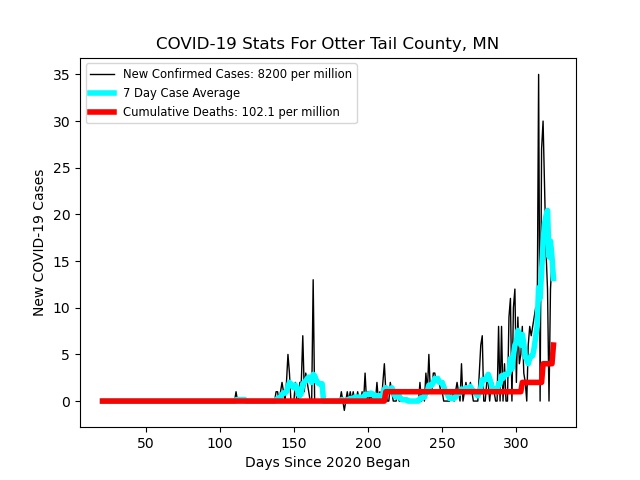 COVID-19 Stats For Otter Tail County, MN
New Confirmed Cases: 8200 per million
7 Day Case Average
Cumulative Deaths: 102.1 per million
New COVID-19 Cases
35
30
25
20
15
10
5
0
50
100
150
200
250
300
Days Since 2020 Began